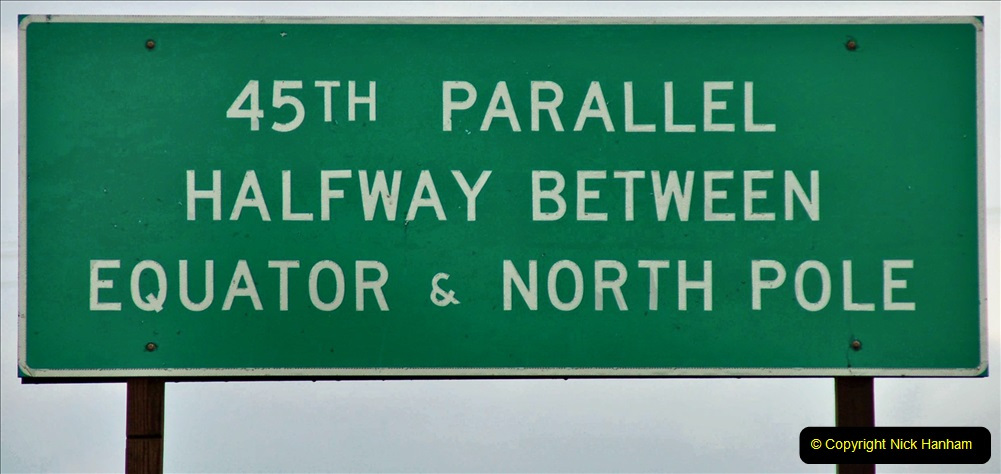 45TH PARALLEL
HALFWAY BETWEEN
EQUATOR & NORTH POLE
© Copyright Nick Hanham